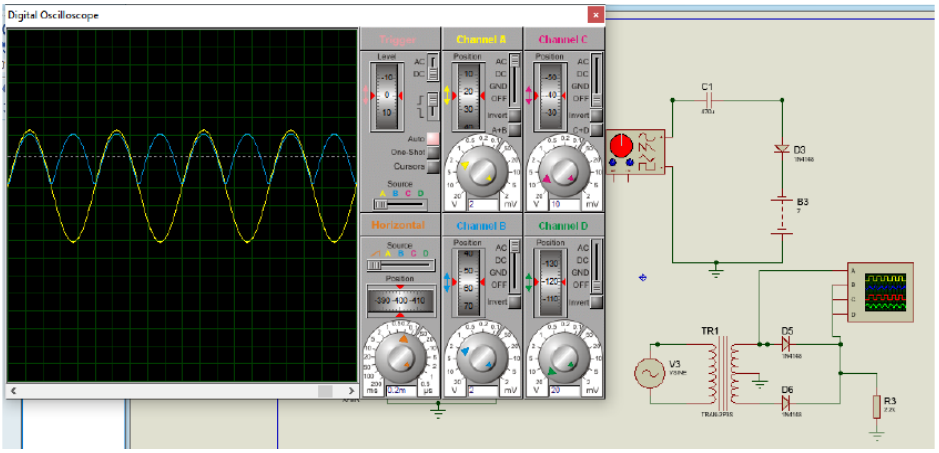 Digital Oscilloscope
Trigger
Level
AC
DC
-10
0
10
Auto
One-Shot
Cursors
Source
A B C D
Channel A
Position
AC
DC
GND
OFF
Invert
A+B
10
20
30
V
2
mV
Channel C
Position
AC
DC
GND
OFF
Invert
C+D
-50
-40
-30
V
10
mV
Horizontal
Source
A B C D
Position
-390 -400 -410
200
100
ms
0.2m
0.5
µs
Channel B
Position
AC
DC
GND
OFF
Invert
50
60
70
V
2
mV
Channel D
Position
AC
DC
GND
OFF
Invert
-130
-120
-110
V
20
mV
C1
D3
1N4148
B3
A
B
C
D
TR1
D5
1N4148
V3
VSINE
D6
1N4148
R3